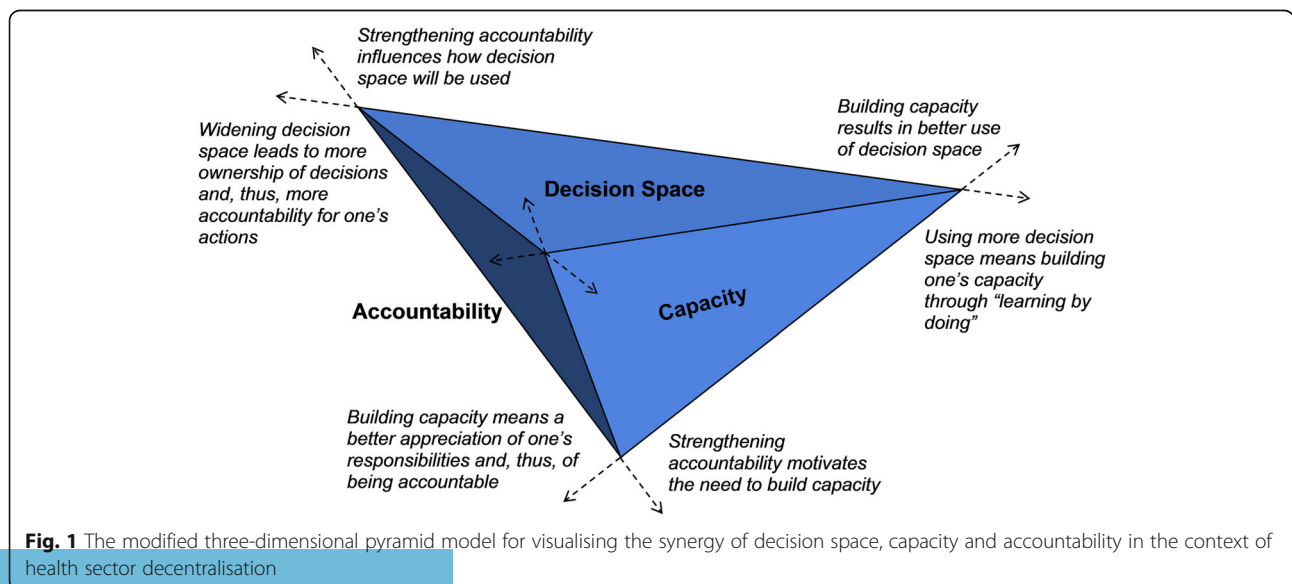 Strengthening accountability
influences how decision
space will be used
Widening decision
space leads to more
ownership of decisions
and, thus, more
accountability for one's
actions
Decision Space
Building capacity
results in better use
of decision space
Using more decision
space means building
one's capacity
through "learning by
doing"
Accountability
Capacity
Building capacity means a
better appreciation of one's
responsibilities and, thus, of
being accountable
Strengthening
accountability motivates
the need to build capacity
Fig. 1 The modified three-dimensional pyramid model for visualising the synergy of decision space, capacity and accountability in the context of
health sector decentralisation